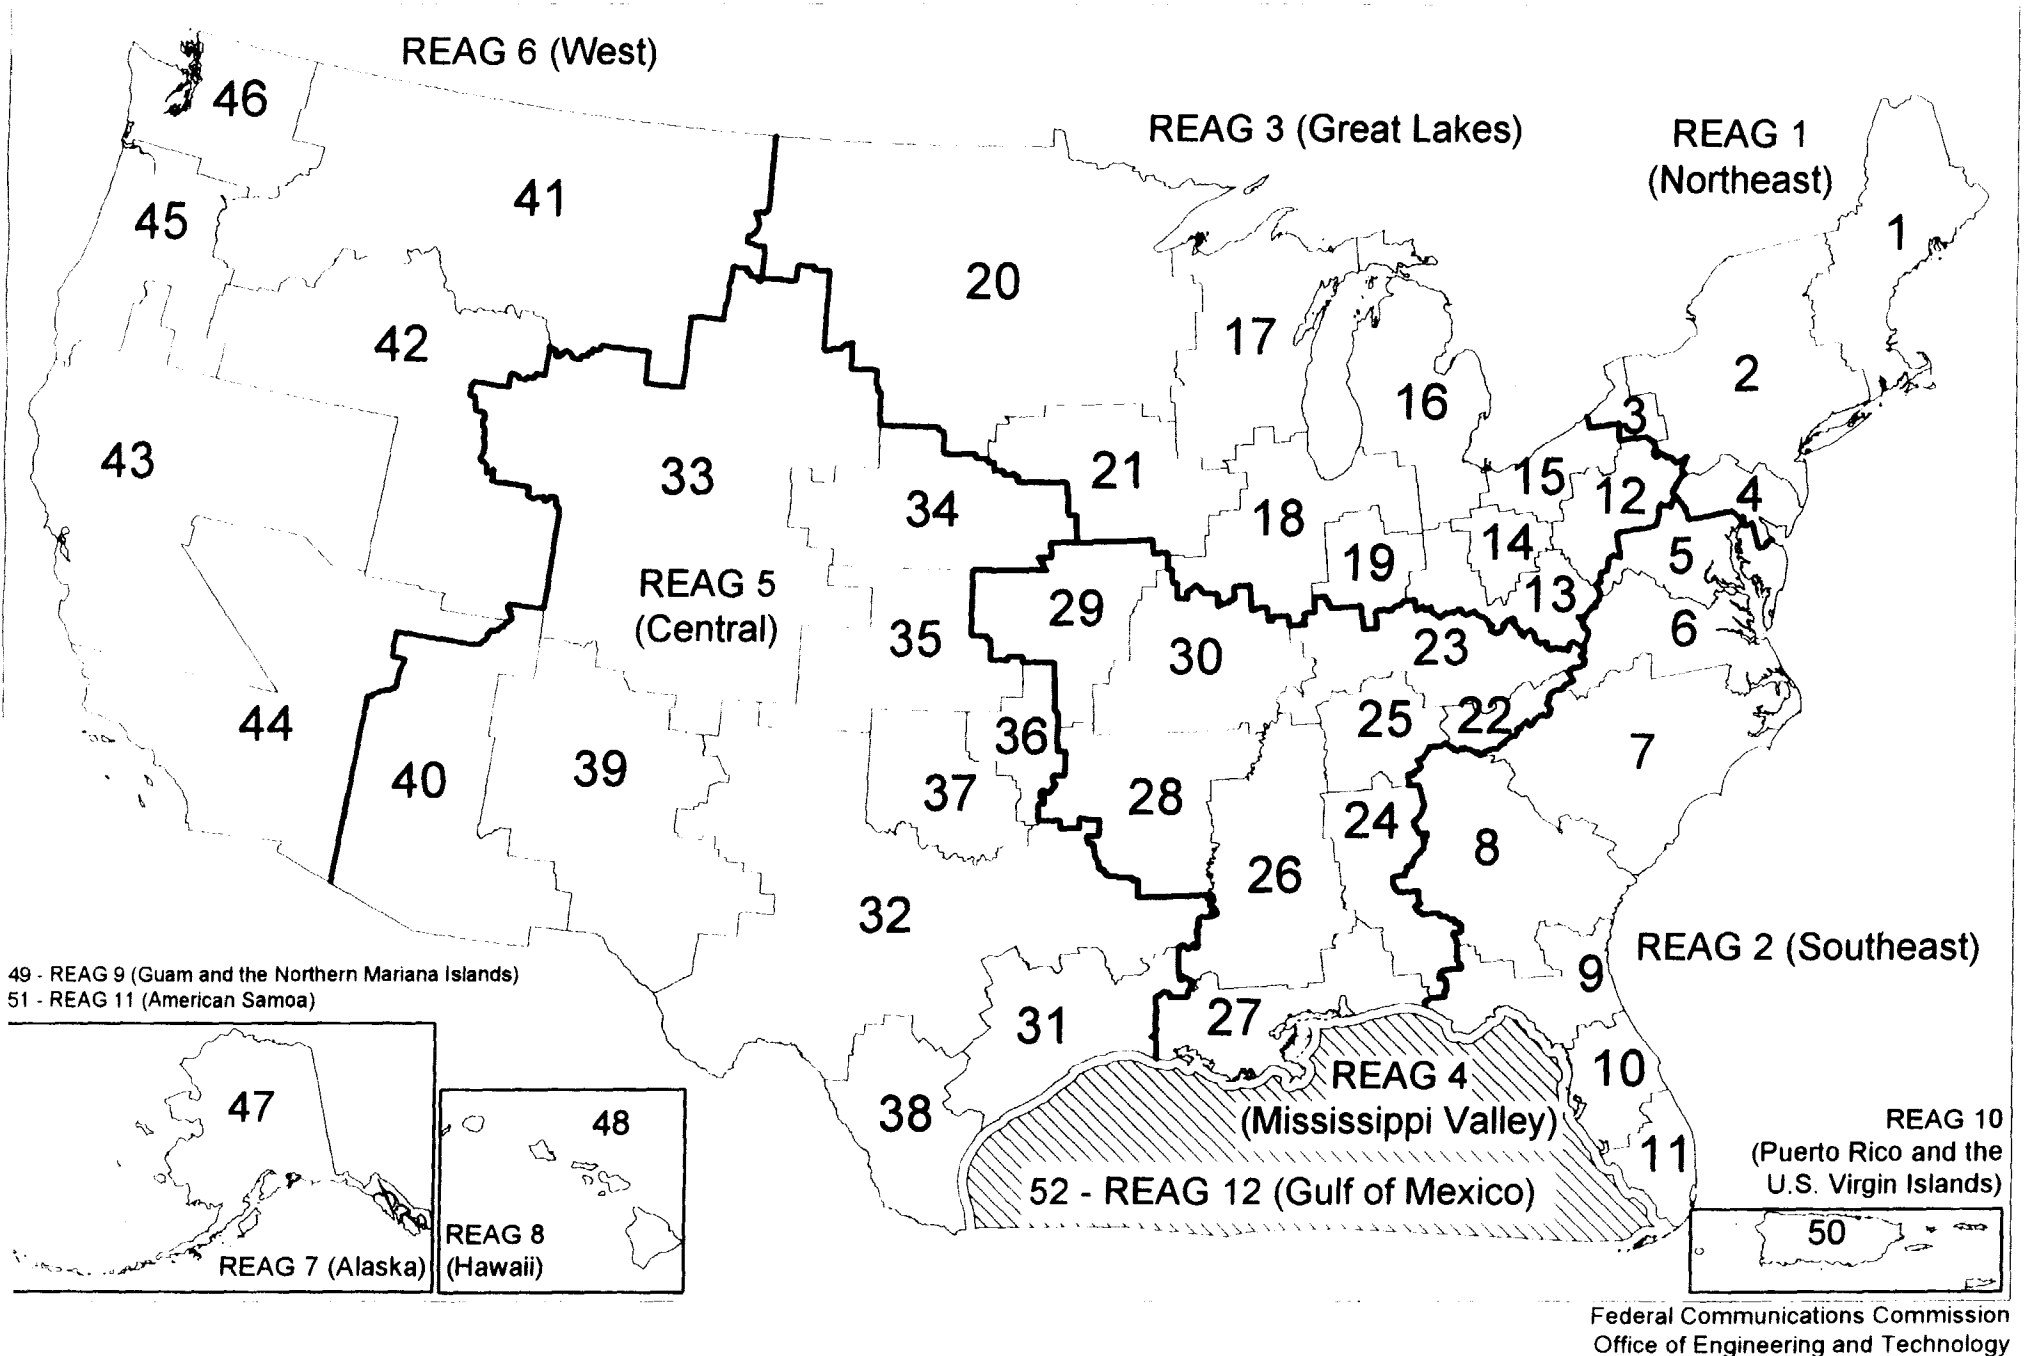 REAG 6 (West)
46
REAG 3 (Great Lakes)
REAG 1
(Northeast)
41
45
1
20
42
17
2
16
3
43
33
21
15
12
4
34
18
14
5
19
REAG 5
(Central)
29
13
35
30
23
6
44
36
25
22
7
40
39
37
28
24
8
26
32
REAG 2 (Southeast)
49 - REAG 9 (Guam and the Northern Mariana Islands)
51 - REAG 11 (American Samoa)
9
31
27
10
REAG 4
(Mississippi Valley)
47
48
38
REAG 10
(Puerto Rico and the
U.S. Virgin Islands)
11
52 - REAG 12 (Gulf of Mexico)
REAG 7 (Alaska)
REAG 8
(Hawaii)
50
Federal Communications Commission
Office of Engineering and Technology